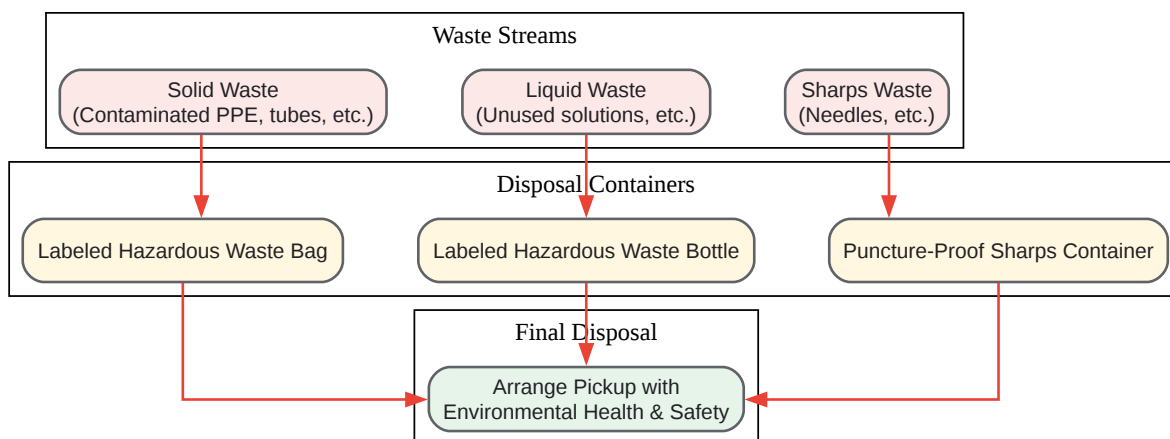 Waste Streams
Solid Waste
(Contaminated PPE, tubes, etc.)
Liquid Waste
(Unused solutions, etc.)
Sharps Waste
(Needles, etc.)
Disposal Containers
Labeled Hazardous Waste Bag
Labeled Hazardous Waste Bottle
Puncture-Proof Sharps Container
Final Disposal
Arrange Pickup with
Environmental Health & Safety